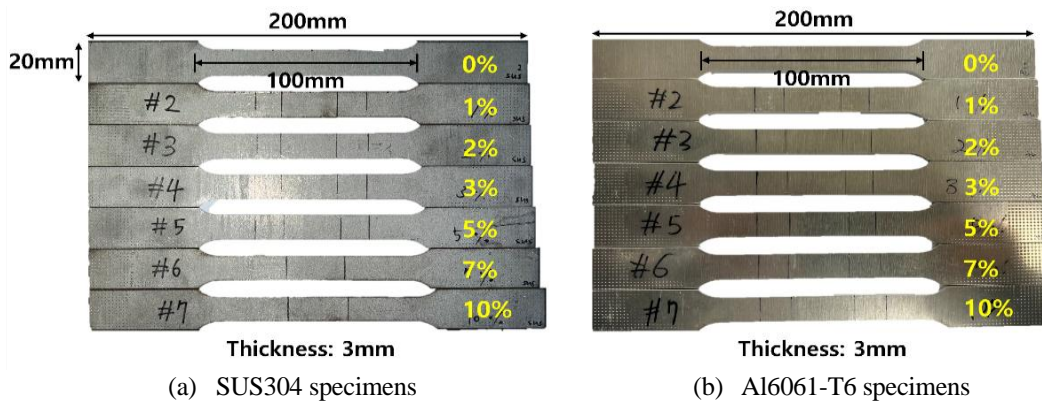 200mm
20mm
100mm
0%
#2 1%
#3 2%
#4 3%
#5 5%
#6 7%
#7 10%
Thickness: 3mm
(a) SUS304 specimens
200mm
100mm
0%
#2 1%
#3 2%
#4 3%
#5 5%
#6 7%
#7 10%
Thickness: 3mm
(b) Al6061-T6 specimens